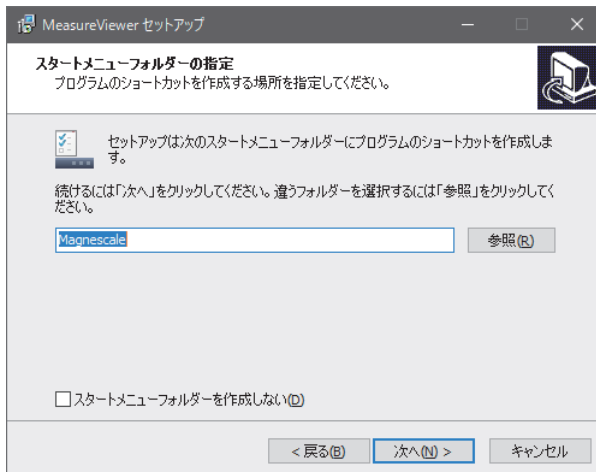 MeasureViewer セットアップ
スタートメニューフォルダーの指定
プログラムのショートカットを作成する場所を指定してください。
セットアップは次のスタートメニューフォルダーにプログラムのショートカットを作成しま
す。
続けるには「次へ」をクリックしてください。違うフォルダーを選択するには「参照」をクリックしてく
ださい。
Magnescale
参照(R)
スタートメニューフォルダーを作成しない(D)
< 戻る(B)
次へ(N) >
キャンセル